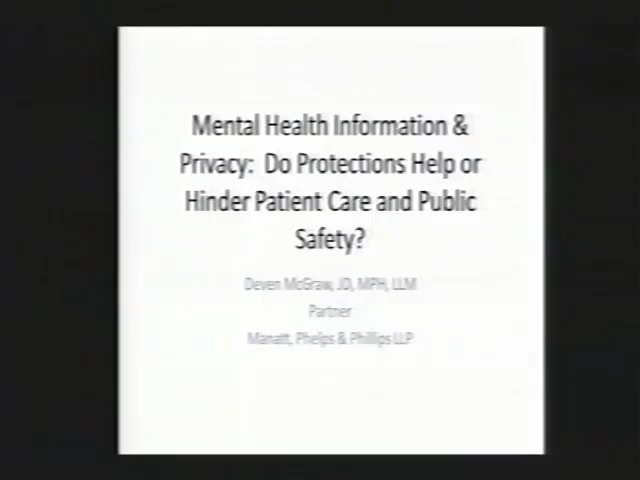 Mental Health Information &
Privacy: Do Protections Help or
Hinder Patient Care and Public
Safety?
Deven McGraw, JD, MPH, LLM
Partner
Manatt, Phelps & Phillips LLP